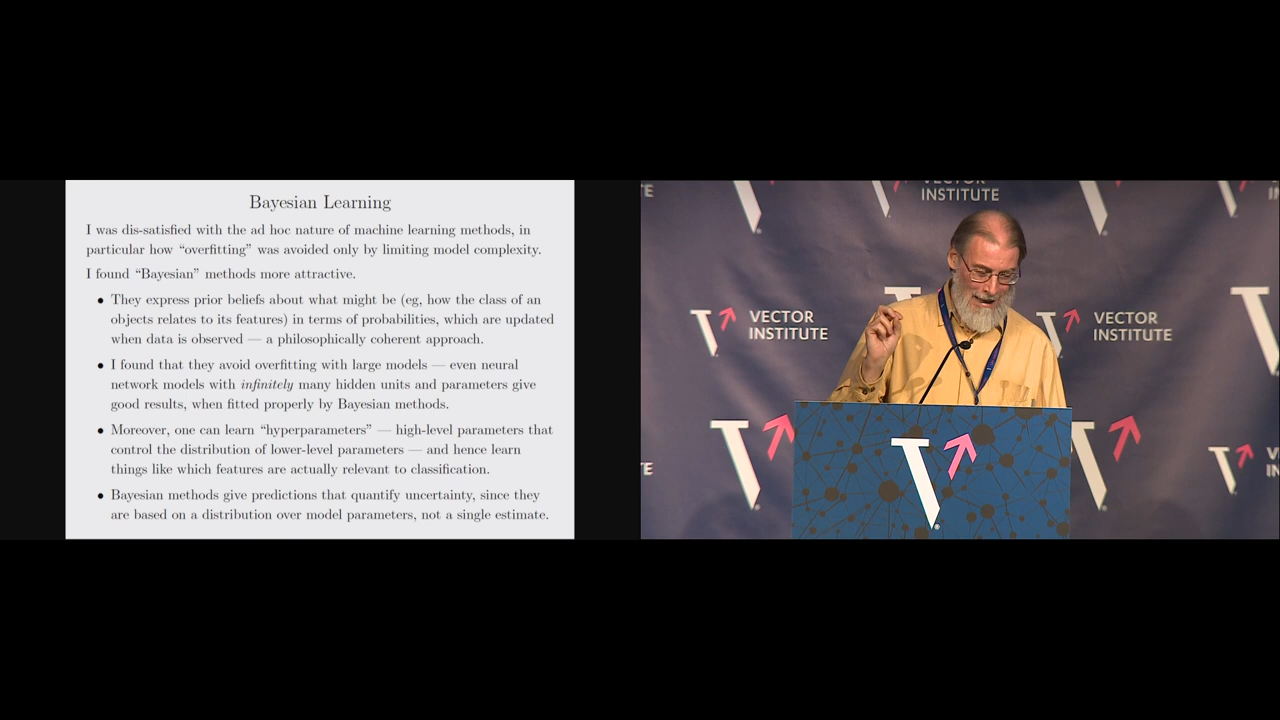 Bayesian Learning
I was dis-satisfied with the ad hoc nature of machine learning methods, in
particular how “overfitting” was avoided only by limiting model complexity.
I found “Bayesian” methods more attractive.
• They express prior beliefs about what might be (eg, how the class of an
objects relates to its features) in terms of probabilities, which are updated
when data is observed — a philosophically coherent approach.
• I found that they avoid overfitting with large models — even neural
network models with infinitely many hidden units and parameters give
good results, when fitted properly by Bayesian methods.
• Moreover, one can learn “hyperparameters” — high-level parameters that
control the distribution of lower-level parameters — and hence learn
things like which features are actually relevant to classification.
• Bayesian methods give predictions that quantify uncertainty, since they
are based on a distribution over model parameters, not a single estimate.
VECTOR
INSTITUTE
VECTOR
INSTITUTE
VECTOR
INSTITUTE